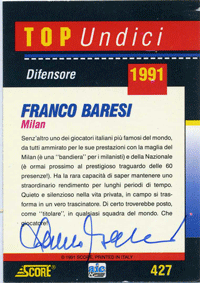 TOP Undici
Difensore
1991
FRANCO BARESI
Milan
Senz'altro uno dei giocatori italiani più famosi del mondo,
da tutti ammirato per le sue prestazioni con la maglia del
Milan (è una "bandiera" per i milanisti) e della Nazionale
(è ormai prossimo al prestigioso traguardo delle 60
presenze!). Ha la rara capacità di saper mantenere uno
straordinario rendimento per lunghi periodi di tempo.
Quieto e silenzioso nella vita privata, in campo si tras-
forma in un vero trascinatore. Di certo troverebbe posto,
come "titolare", in qualsiasi squadra del mondo. Che
giocatore!
© 1991 SCORE, PRINTED IN ITALY
SCORE
427